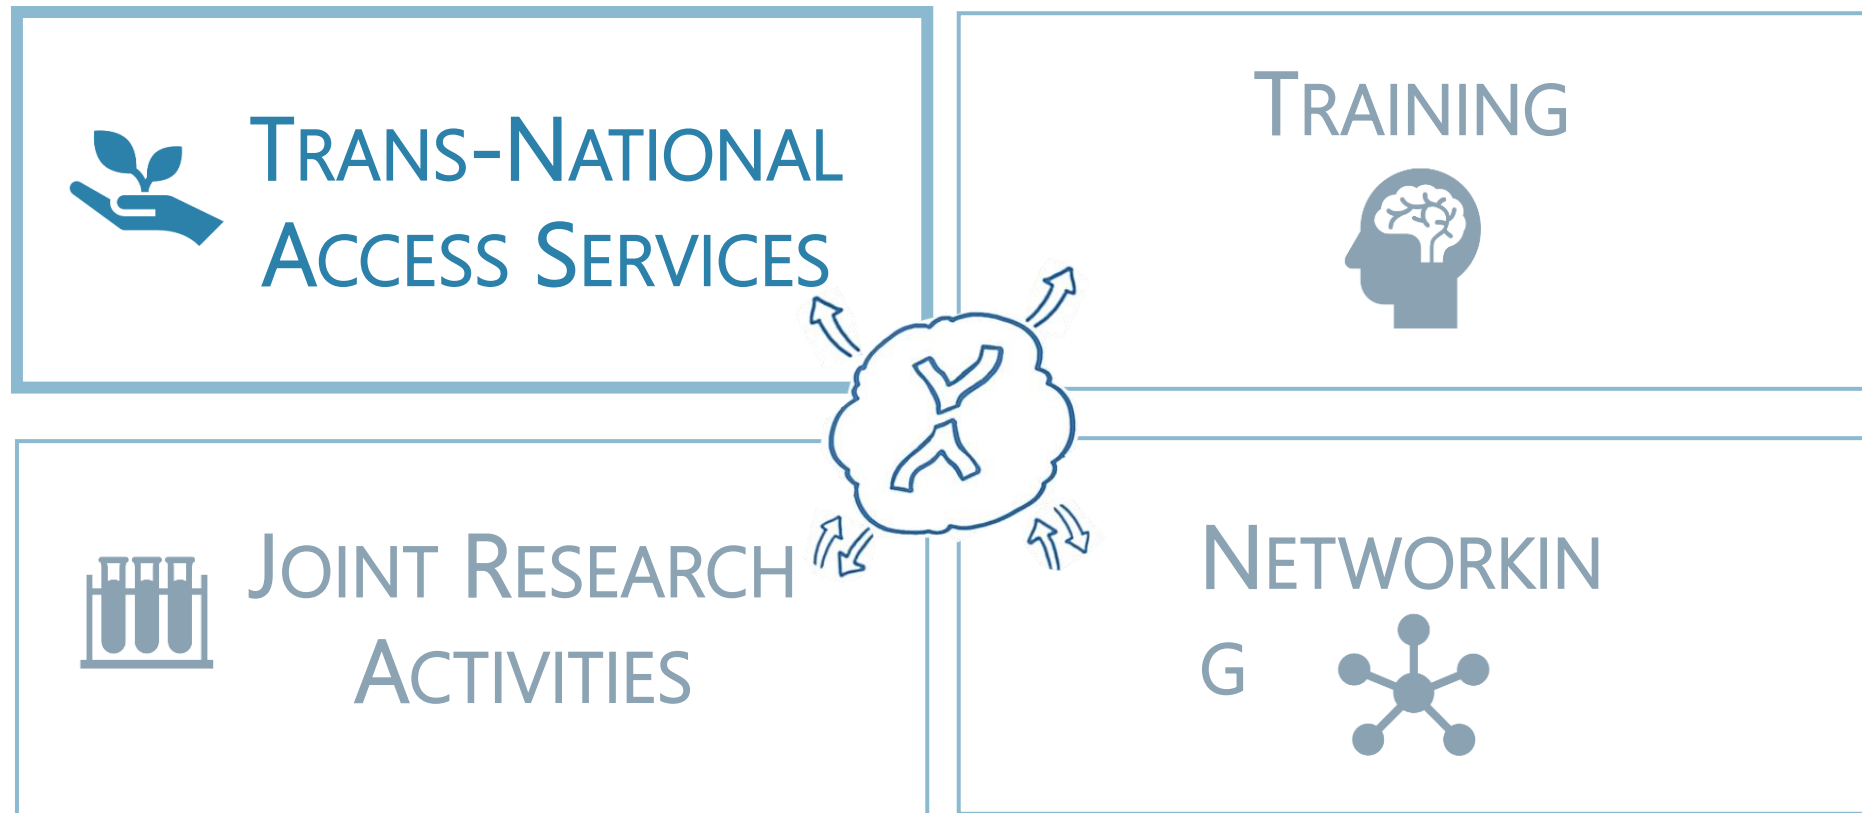 TRANS-NATIONAL
ACCESS SERVICES
TRAINING
JOINT RESEARCH
ACTIVITIES
NETWORKIN
G